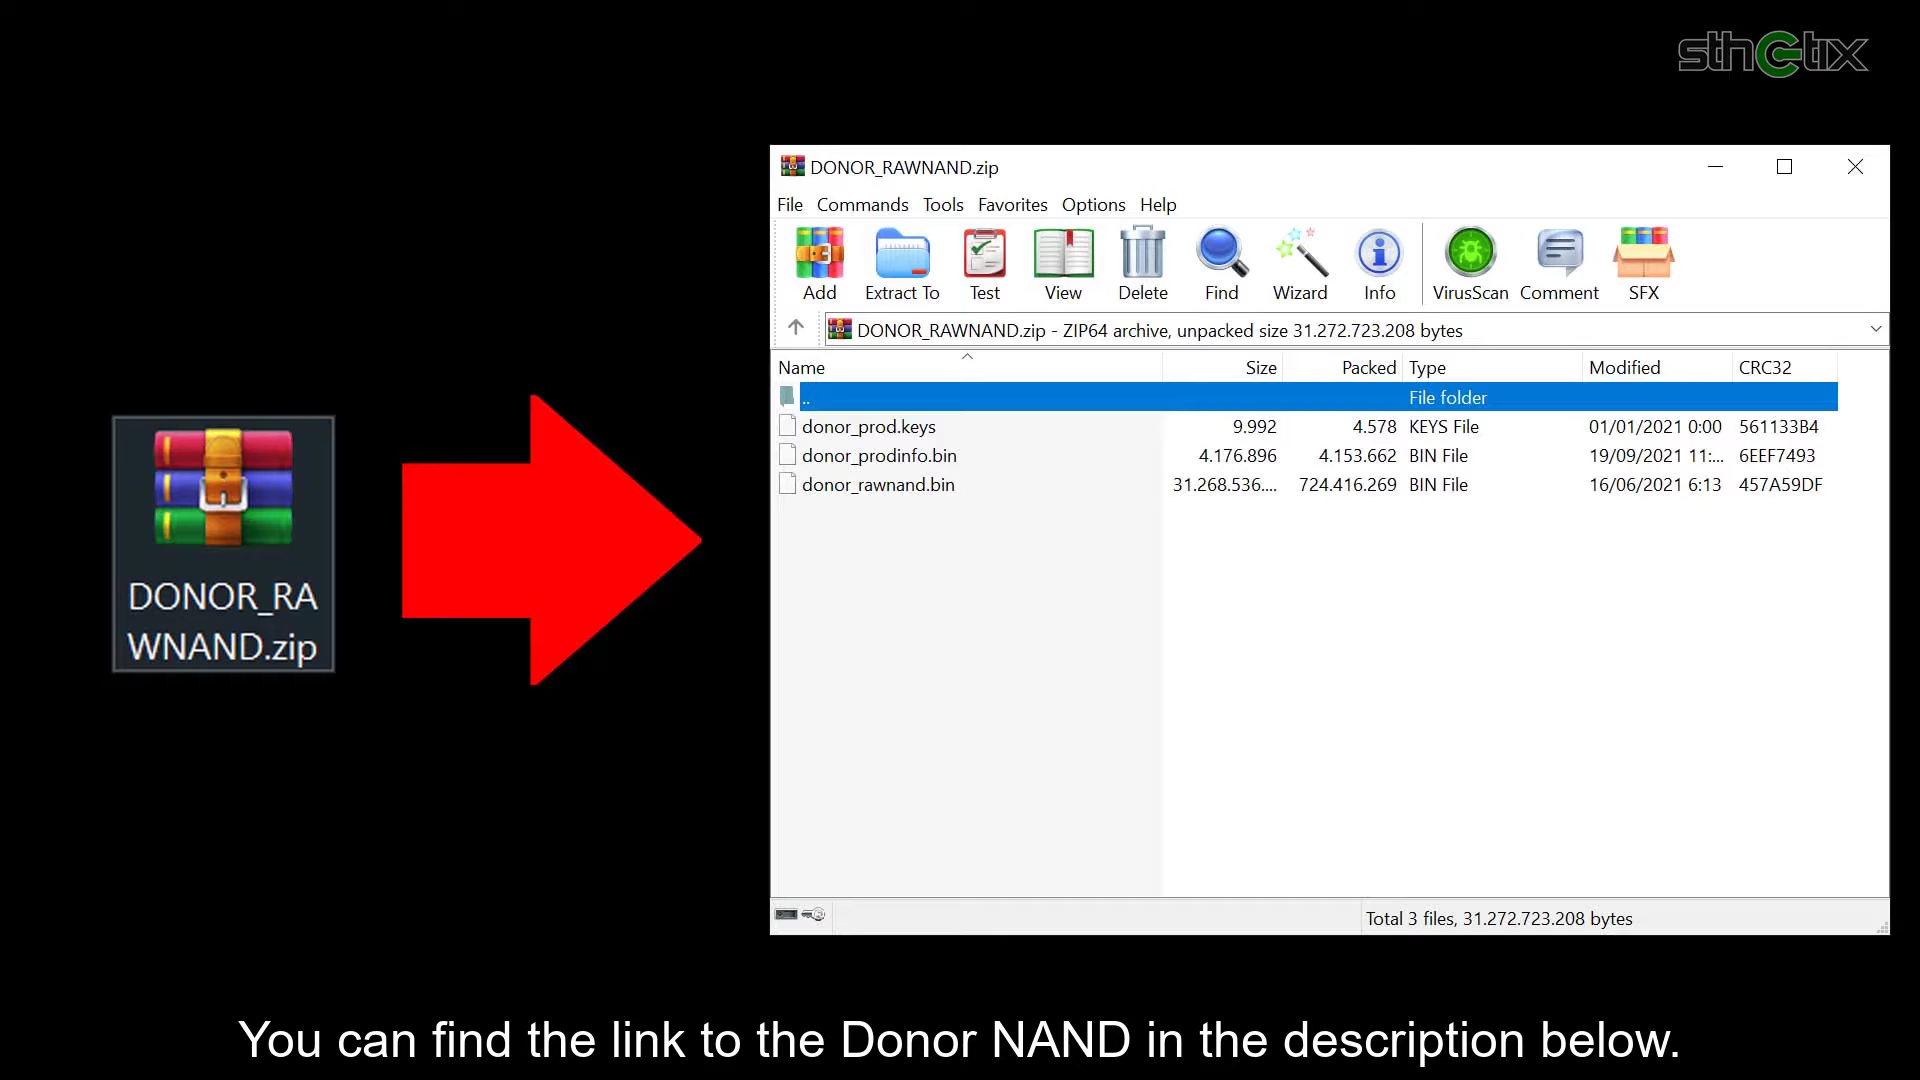 sthetix
DONOR_RAWNAND.zip
File Commands Tools Favorites Options Help
Add Extract To Test View Delete Find Wizard Info VirusScan Comment SFX
DONOR_RAWNAND.zip - ZIP64 archive, unpacked size 31.272.723.208 bytes
Name Size Packed Type Modified CRC32
.. File folder
donor_prod.keys 9.992 4.578 KEYS File 01/01/2021 0:00 561133B4
donor_prodinfo.bin 4.176.896 4.153.662 BIN File 19/09/2021 11:... 6EEF7493
donor_rawnand.bin 31.268.536.... 724.416.269 BIN File 16/06/2021 6:13 457A59DF
DONOR_RA
WNAND.zip
Total 3 files, 31.272.723.208 bytes
You can find the link to the Donor NAND in the description below.